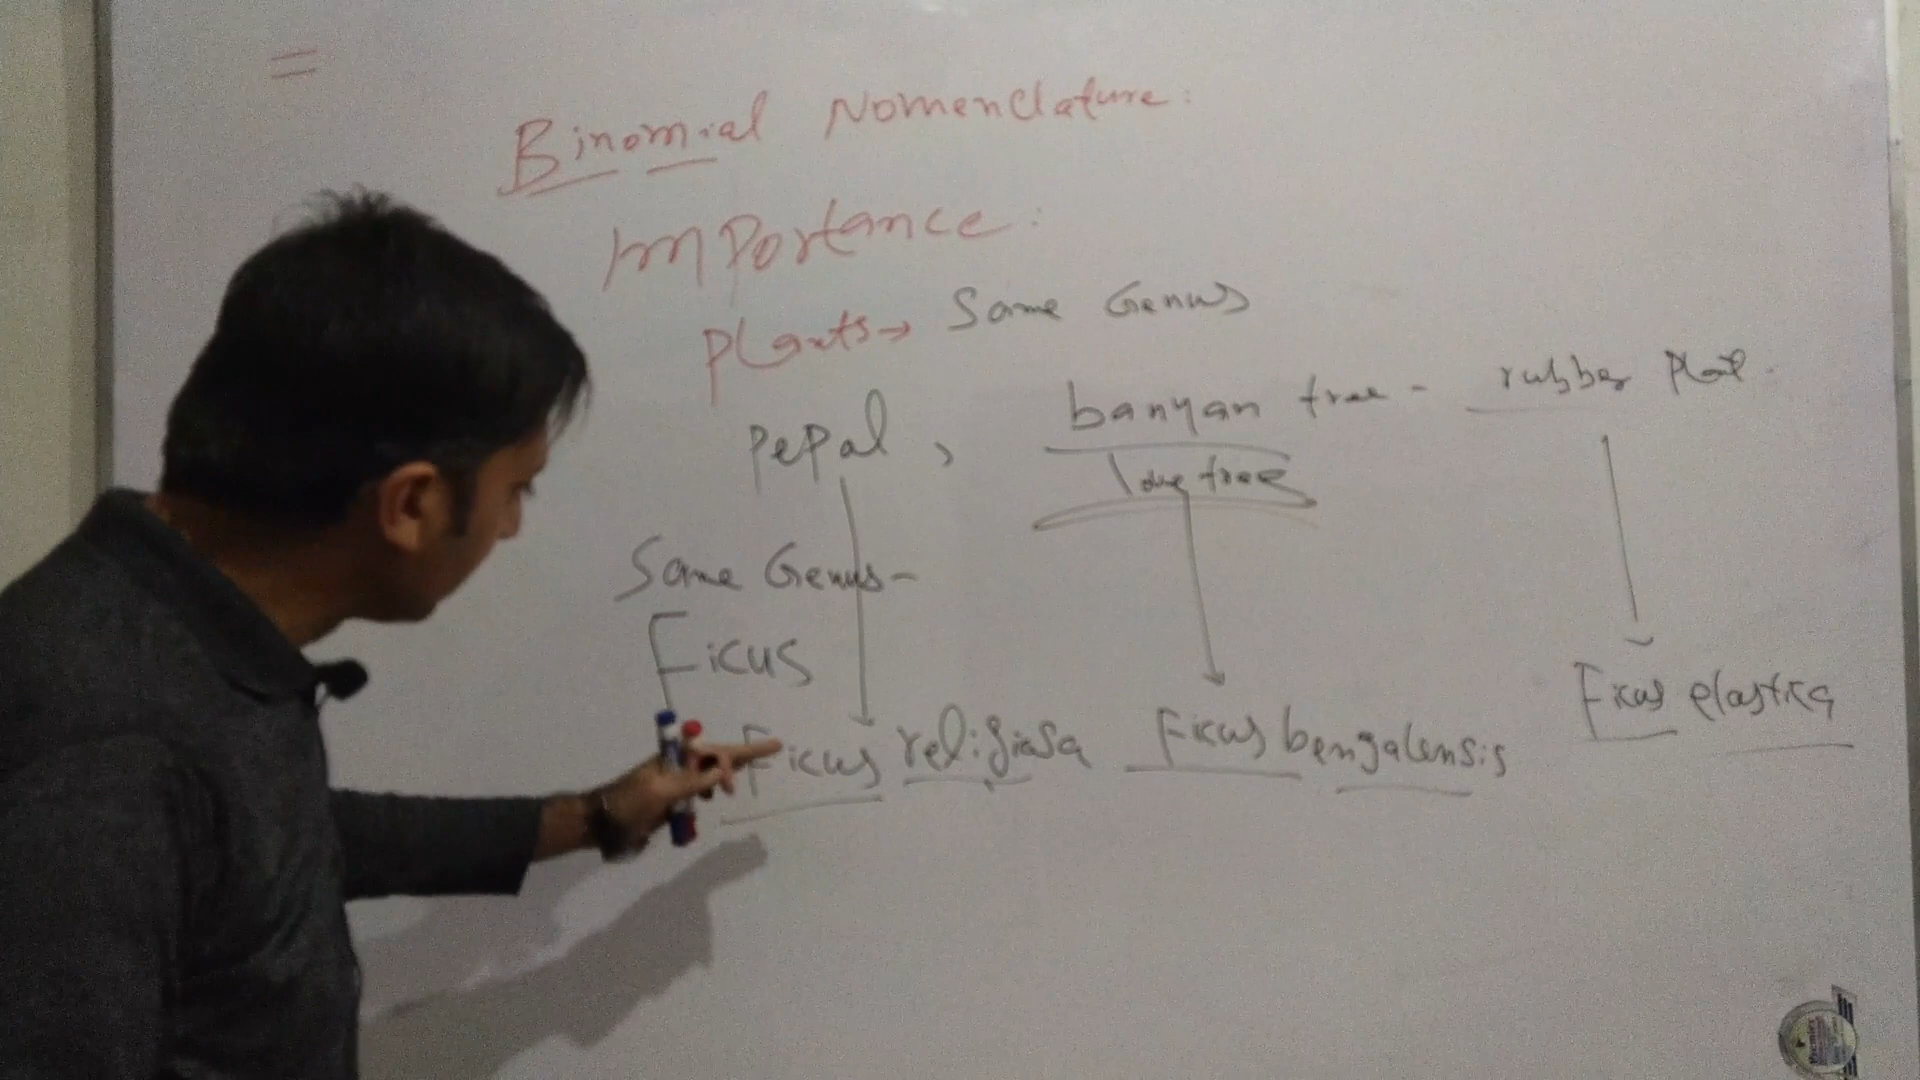 =
Binomial Nomenclature:
Importance:
Plants → Same Genus
pepal, banyan tree - rubber Plant.
love tree
Same Genus -
Ficus
Ficus religiosa Ficus bengalensis Ficus elastica